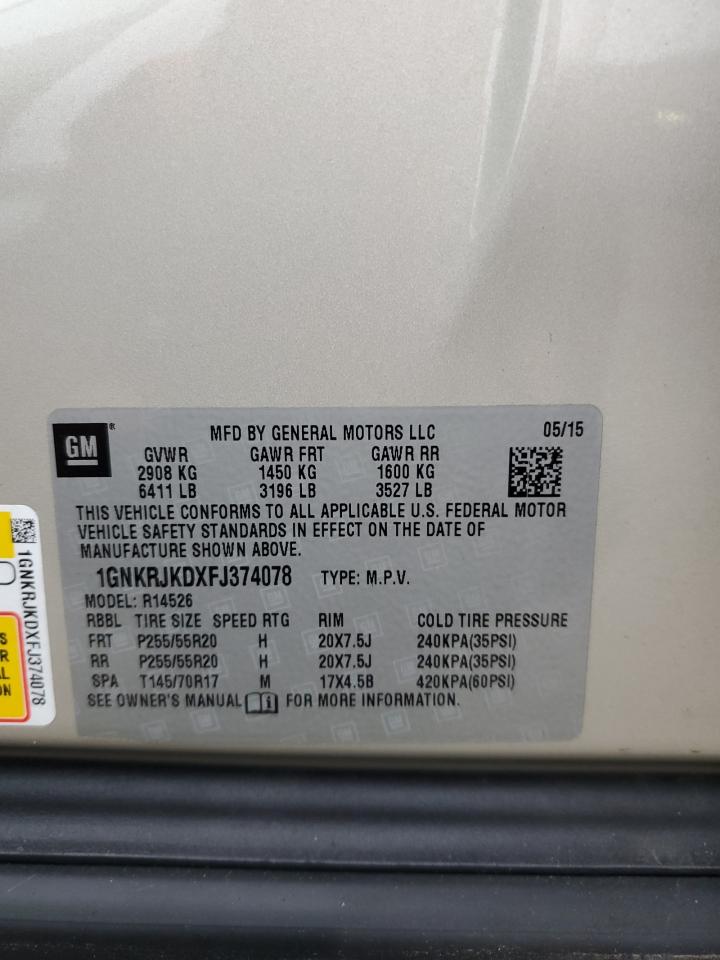 GM®
MFD BY GENERAL MOTORS LLC 05/15
GVWR GAWR FRT GAWR RR
2908 KG 1450 KG 1600 KG
6411 LB 3196 LB 3527 LB
THIS VEHICLE CONFORMS TO ALL APPLICABLE U.S. FEDERAL MOTOR
VEHICLE SAFETY STANDARDS IN EFFECT ON THE DATE OF
MANUFACTURE SHOWN ABOVE.
1GNKRJKDXFJ374078 TYPE: M.P.V.
MODEL: R14526
RBBL TIRE SIZE SPEED RTG RIM COLD TIRE PRESSURE
FRT P255/55R20 H 20X7.5J 240KPA(35PSI)
RR P255/55R20 H 20X7.5J 240KPA(35PSI)
SPA T145/70R17 M 17X4.5B 420KPA(60PSI)
SEE OWNER'S MANUAL FOR MORE INFORMATION.
1GNKRJKDXFJ374078